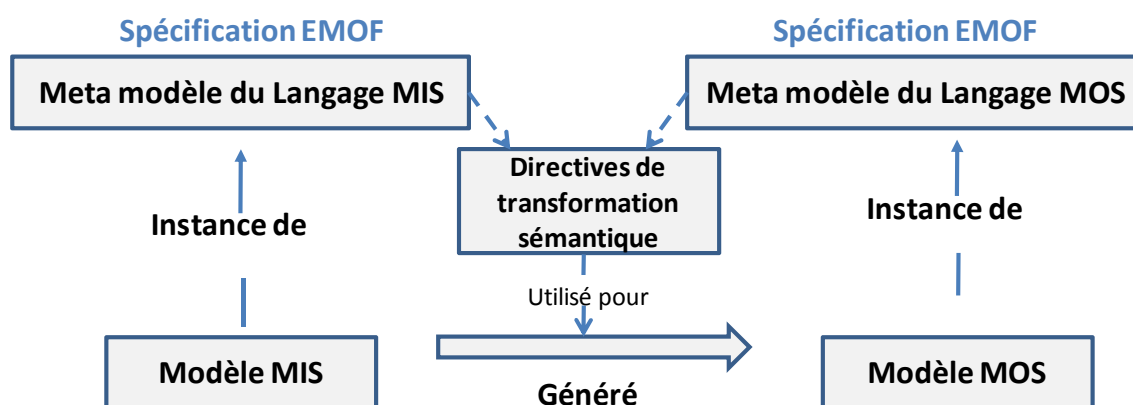 Spécification EMOF
Spécification EMOF
Meta modèle du Langage MIS
Meta modèle du Langage MOS
Directives de
transformation
sémantique
Instance de
Instance de
Utilisé pour
Modèle MIS
Modèle MOS
Généré